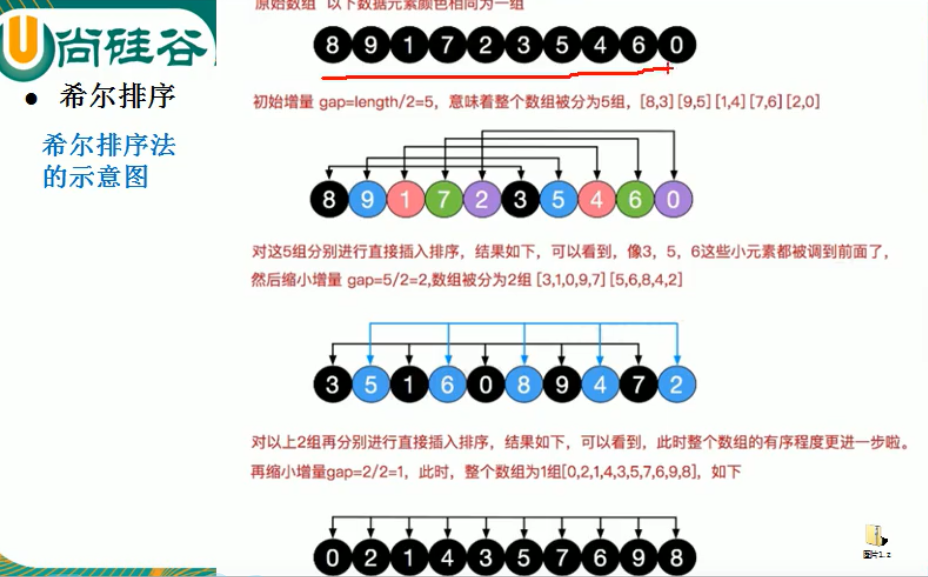 原始数组 以下数据元素颜色相同为一组
尚硅谷
8 9 1 7 2 3 5 4 6 0
● 希尔排序
初始增量 gap=length/2=5，意味着整个数组被分为5组，[8,3] [9,5] [1,4] [7,6] [2,0]
希尔排序法
的示意图
8 9 1 7 2 3 5 4 6 0
对这5组分别进行直接插入排序，结果如下，可以看到，像3，5，6这些小元素都被调到前面了，
然后缩小增量 gap=5/2=2,数组被分为2组 [3,1,0,9,7] [5,6,8,4,2]
3 5 1 6 0 8 9 4 7 2
对以上2组再分别进行直接插入排序，结果如下，可以看到，此时整个数组的有序程度更进一步啦。
再缩小增量gap=2/2=1，此时，整个数组为1组[0,2,1,4,3,5,7,6,9,8]，如下
0 2 1 4 3 5 7 6 9 8